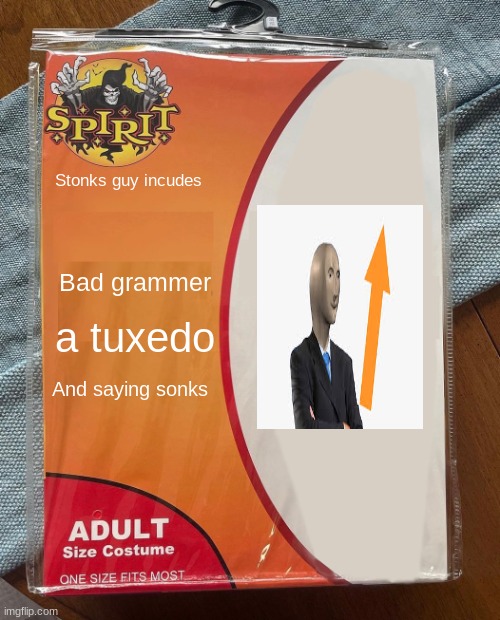 SPIRIT
Stonks guy incudes
Bad grammer
a tuxedo
And saying sonks
ADULT
Size Costume
ONE SIZE FITS MOST
imgflip.com